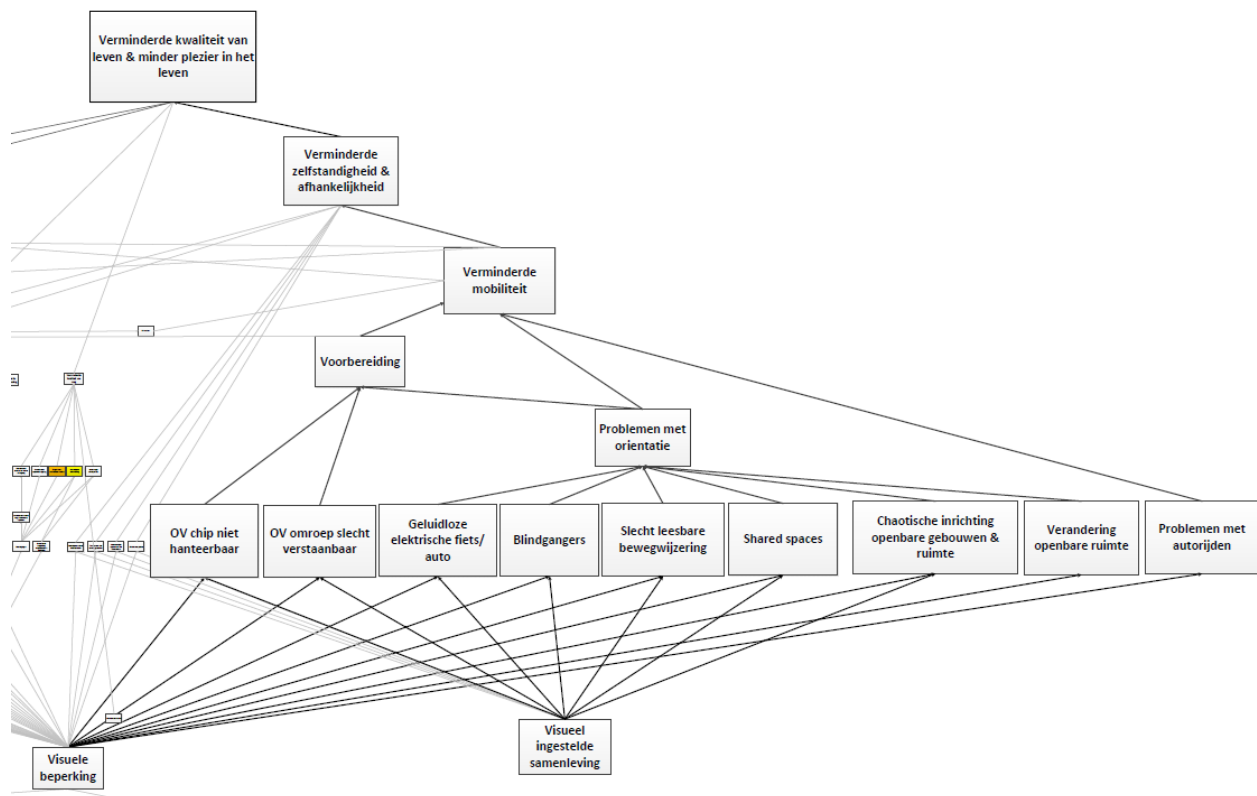 Verminderde kwaliteit van
leven & minder plezier in het
leven
Verminderde
zelfstandigheid &
afhankelijkheid
Verminderde
mobiliteit
Voorbereiding
Problemen met
orientatie
OV chip niet
hanteerbaar
OV omroep slecht
verstaanbaar
Geluidloze
elektrische fiets/
auto
Blindgangers
Slecht leesbare
bewegwijzering
Shared spaces
Chaotische inrichting
openbare gebouwen &
ruimte
Verandering
openbare ruimte
Problemen met
autorijden
Visuele
beperking
Visueel
ingestelde
samenleving